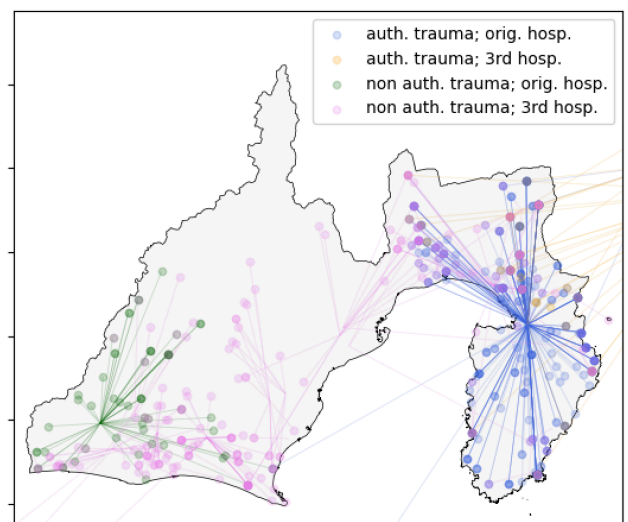 auth. trauma; orig. hosp.
auth. trauma; 3rd hosp.
non auth. trauma; orig. hosp.
non auth. trauma; 3rd hosp.